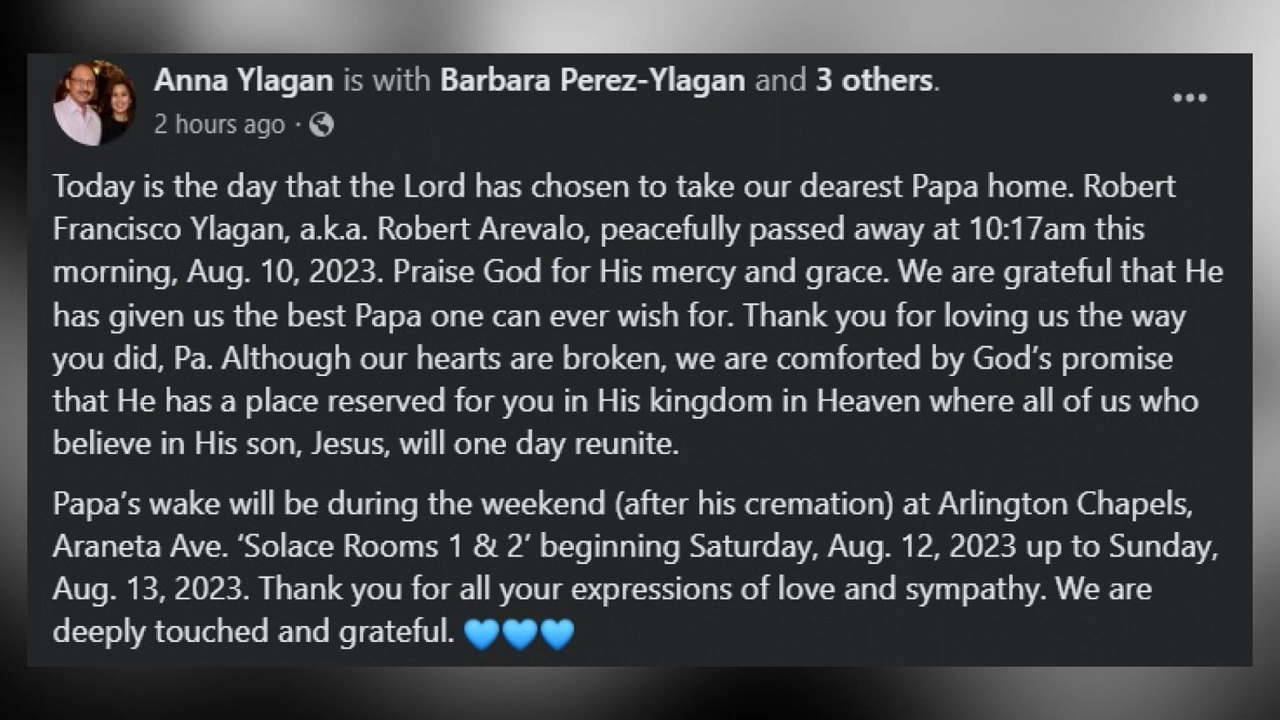 Anna Ylagan is with Barbara Perez-Ylagan and 3 others.
2 hours ago ·
Today is the day that the Lord has chosen to take our dearest Papa home. Robert
Francisco Ylagan, a.k.a. Robert Arevalo, peacefully passed away at 10:17am this
morning, Aug. 10, 2023. Praise God for His mercy and grace. We are grateful that He
has given us the best Papa one can ever wish for. Thank you for loving us the way
you did, Pa. Although our hearts are broken, we are comforted by God’s promise
that He has a place reserved for you in His kingdom in Heaven where all of us who
believe in His son, Jesus, will one day reunite.
Papa’s wake will be during the weekend (after his cremation) at Arlington Chapels,
Araneta Ave. ‘Solace Rooms 1 & 2’ beginning Saturday, Aug. 12, 2023 up to Sunday,
Aug. 13, 2023. Thank you for all your expressions of love and sympathy. We are
deeply touched and grateful. 💙💙💙